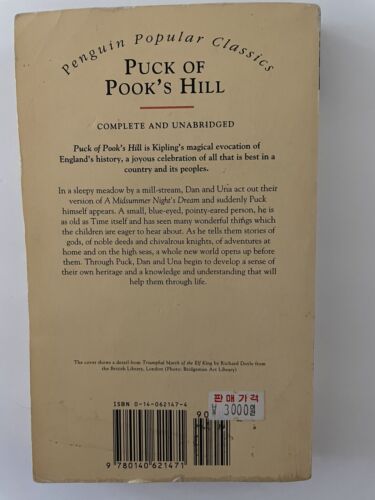 Penguin Popular Classics
PUCK OF
POOK'S HILL
COMPLETE AND UNABRIDGED
Puck of Pook's Hill is Kipling's magical evocation of
England's history, a joyous celebration of all that is best in a
country and its peoples.
In a sleepy meadow by a mill-stream, Dan and Una act out their
version of A Midsummer Night's Dream and suddenly Puck
himself appears. A small, blue-eyed, pointy-eared person, he is
as old as Time itself and has seen many wonderful things which
the children are eager to hear about. As he tells them stories of
gods, of noble deeds and chivalrous knights, of adventures at
home and on the high seas, a whole new world opens up before
them. Through Puck, Dan and Una begin to develop a sense of
their own heritage and a knowledge and understanding that will
help them through life.
The cover shows a detail from Triumphal March of the Elf King by Richard Doyle from
the British Library, London (Photo: Bridgeman Art Library)
ISBN 0-14-062147-4
90
판매가격
₩ 3000원
9 780140 621471